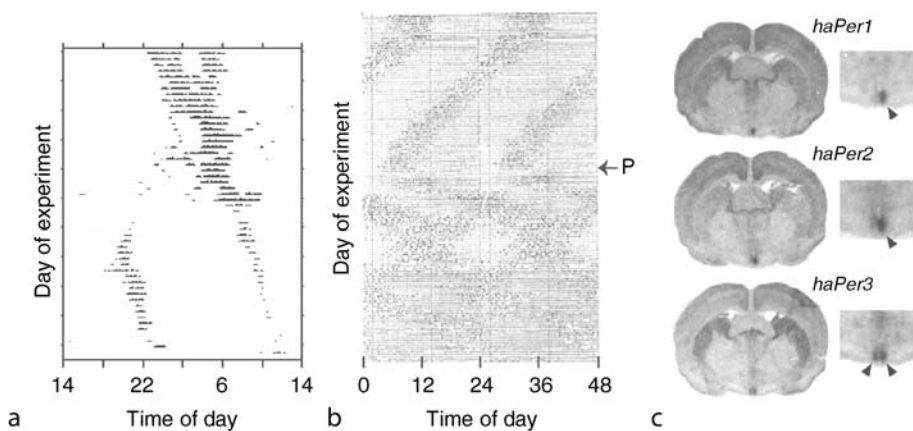 Day of experiment
14
22
6
14
Time of day
a
Day of experiment
P
0
12
24
36
48
Time of day
b
haPer1
haPer2
haPer3
c